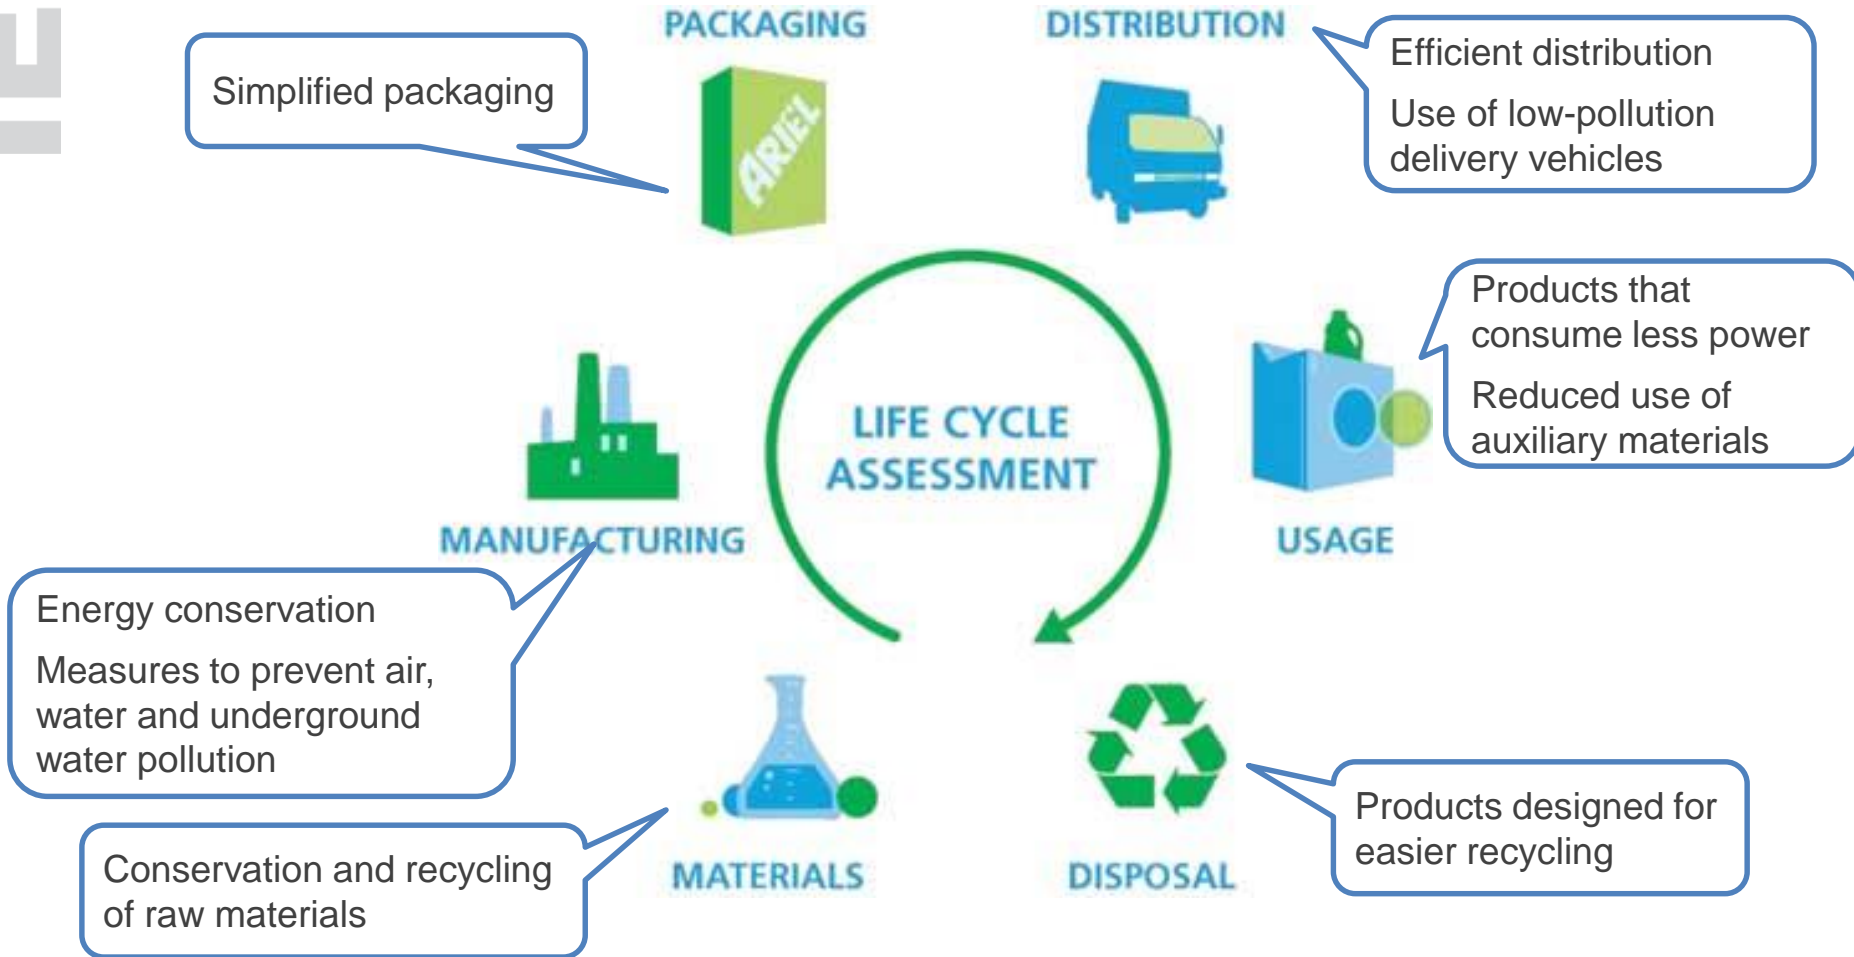 PACKAGING
DISTRIBUTION
Simplified packaging
ARIEL
Efficient distribution
Use of low-pollution
delivery vehicles
Products that
consume less power
Reduced use of
auxiliary materials
LIFE CYCLE
ASSESSMENT
MANUFACTURING
USAGE
Energy conservation
Measures to prevent air,
water and underground
water pollution
Products designed for
easier recycling
Conservation and recycling
of raw materials
MATERIALS
DISPOSAL